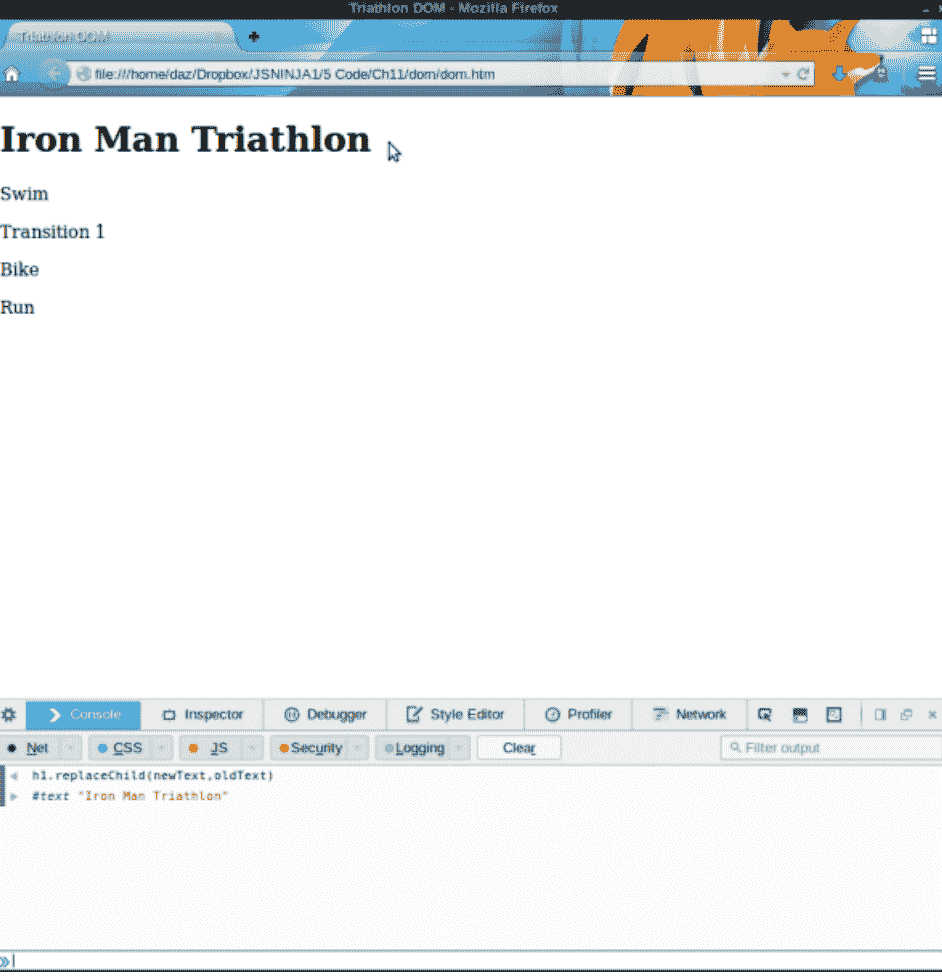 Triathlon DOM - Mozilla Firefox
Triathlon DOM
file:///home/daz/Dropbox/JSNINJA1/5 Code/Ch11/dom/dom.htm
Iron Man Triathlon
Swim
Transition 1
Bike
Run
Console Inspector Debugger Style Editor Profiler Network
Net CSS JS Security Logging Clear Filter output
h1.replaceChild(newText,oldText)
#text "Iron Man Triathlon"